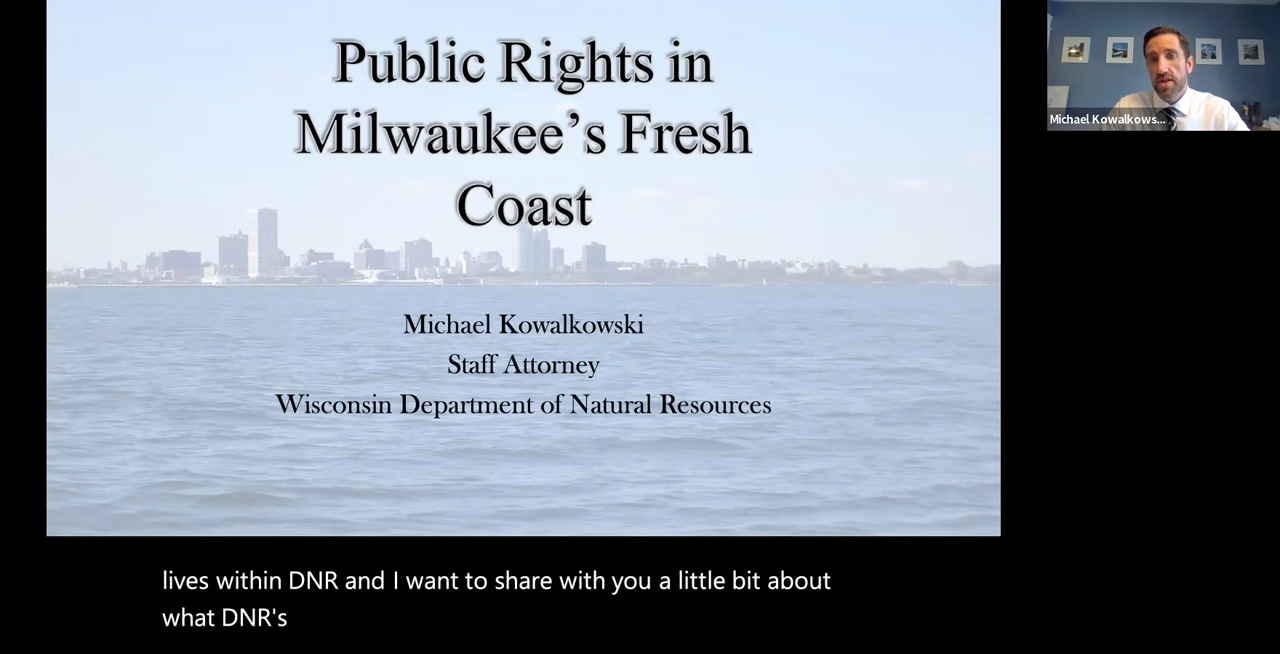 Public Rights in
Milwaukee’s Fresh
Coast
Michael Kowalkowski
Staff Attorney
Wisconsin Department of Natural Resources
Michael Kowalkows...
lives within DNR and I want to share with you a little bit about
what DNR's